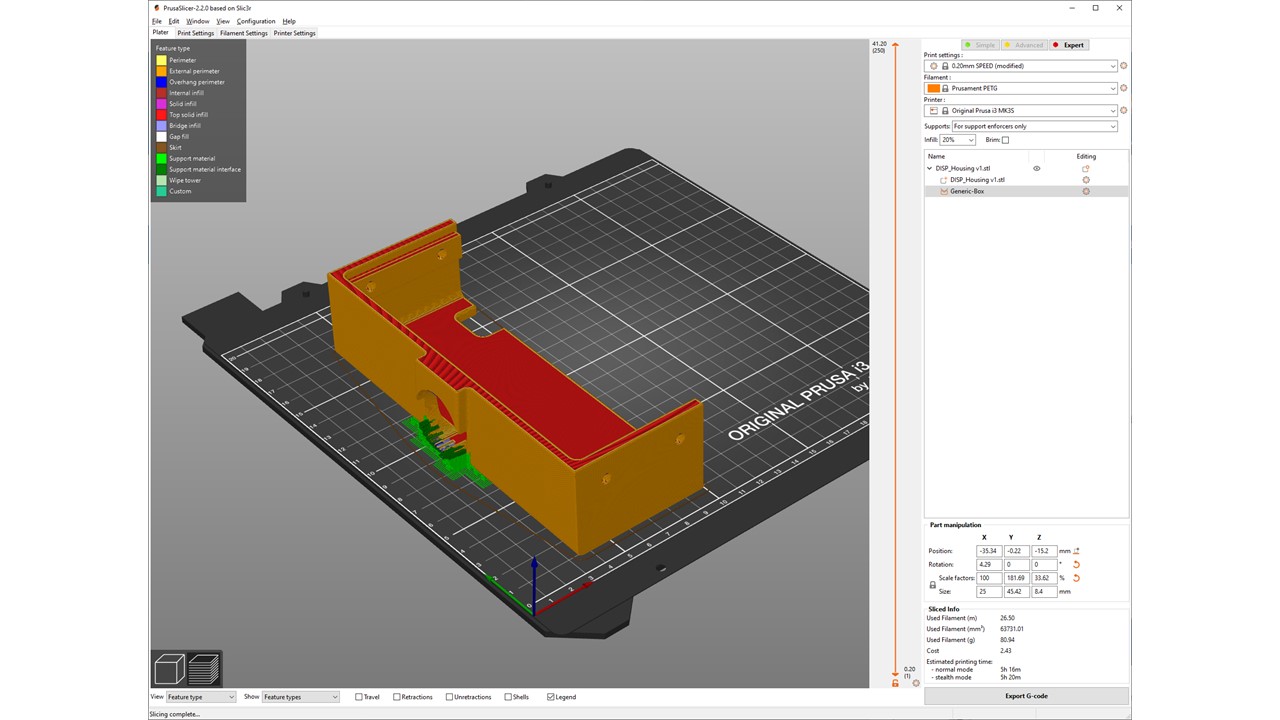 PrusaSlicer-2.2.0 based on Slic3r
File Edit Window View Configuration Help
Plater Print Settings Filament Settings Printer Settings
Feature type
Perimeter
External perimeter
Overhang perimeter
Internal infill
Solid infill
Top solid infill
Bridge infill
Gap fill
Skirt
Support material
Support material interface
Wipe tower
Custom
ORIGINAL PRUSA i3
by
41.20
(250)
0.20
(1)
Simple Advanced Expert
Print settings :
0.20mm SPEED (modified)
Filament :
Prusament PETG
Printer :
Original Prusa i3 MK3S
Supports: For support enforcers only
Infill: 20% Brim:
Name Editing
DISP_Housing v1.stl
DISP_Housing v1.stl
Generic-Box
Part manipulation
X Y Z
Position: -35.34 -0.22 -15.2 mm
Rotation: 4.29 0 0 °
Scale factors: 100 181.69 33.62 %
Size: 25 45.42 8.4 mm
Sliced Info
Used Filament (m) 26.50
Used Filament (mm³) 63731.01
Used Filament (g) 80.94
Cost 2.43
Estimated printing time:
- normal mode 5h 16m
- stealth mode 5h 20m
Export G-code
View Feature type Show Feature types Travel Retractions Unretractions Shells Legend
Slicing complete...